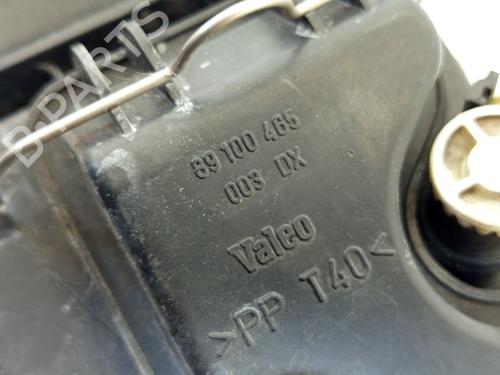 B-PARTS
89 100 465
003 DX
Valeo
>PP T40<